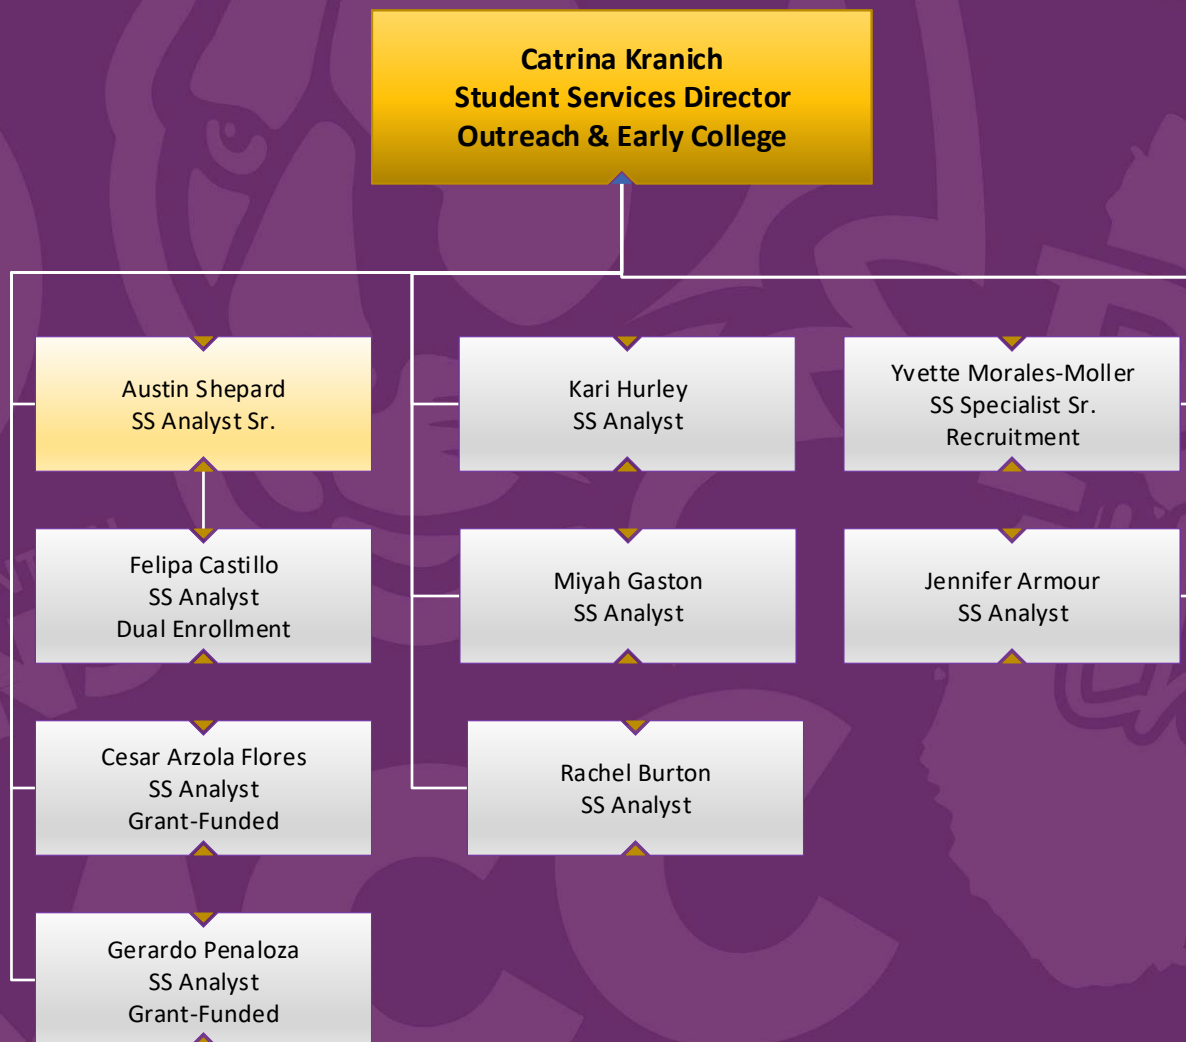 Catrina Kranich
Student Services Director
Outreach & Early College
Austin Shepard
SS Analyst Sr.
Kari Hurley
SS Analyst
Yvette Morales-Moller
SS Specialist Sr.
Recruitment
Felipa Castillo
SS Analyst
Dual Enrollment
Miyah Gaston
SS Analyst
Jennifer Armour
SS Analyst
Cesar Arzola Flores
SS Analyst
Grant-Funded
Rachel Burton
SS Analyst
Gerardo Penaloza
SS Analyst
Grant-Funded